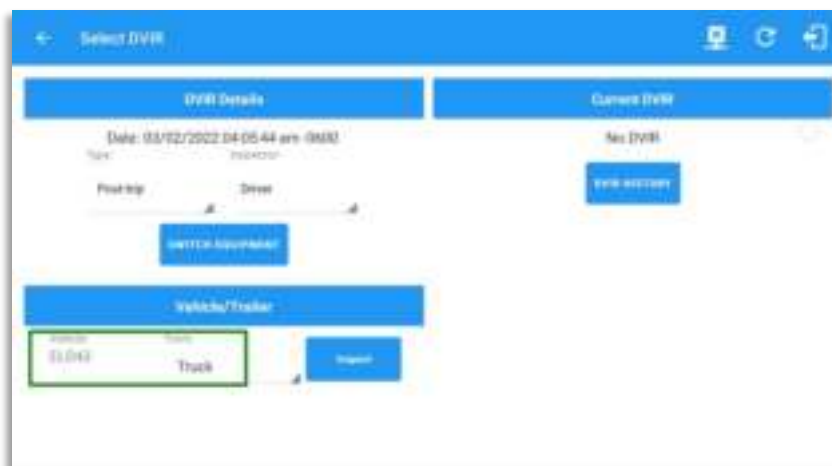 Select DVIR
DVIR Details
Date: 03/02/2022 04:05:44 am -0600
Type
Inspector
Post-trip
Driver
SWITCH EQUIPMENT
Vehicle/Trailer
Vehicle
Truck
Inspect
Current DVIR
No DVIR
DVIR HISTORY